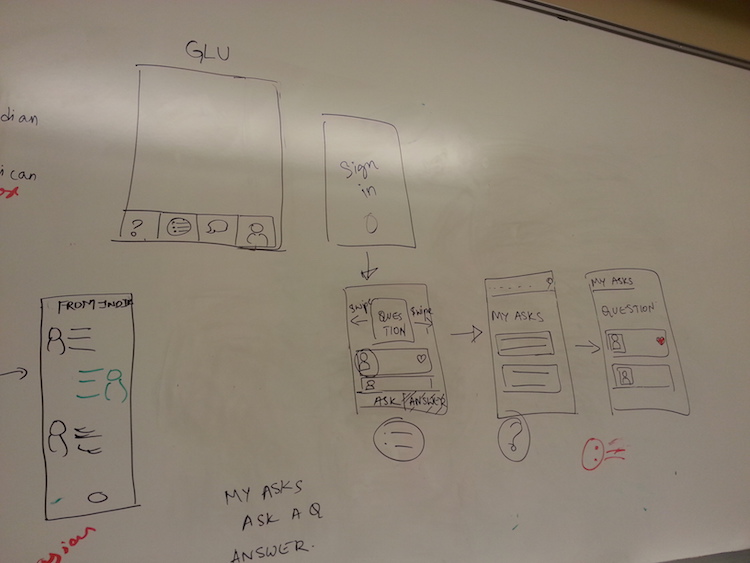 GLU
dian
ican
?
Sign
in
FROM INDIA
swipe
QUES
TION
swipe
ASK
ANSWER
MY ASKS
?
MY ASKS
QUESTION
MY ASKS
ASK A Q
ANSWER.